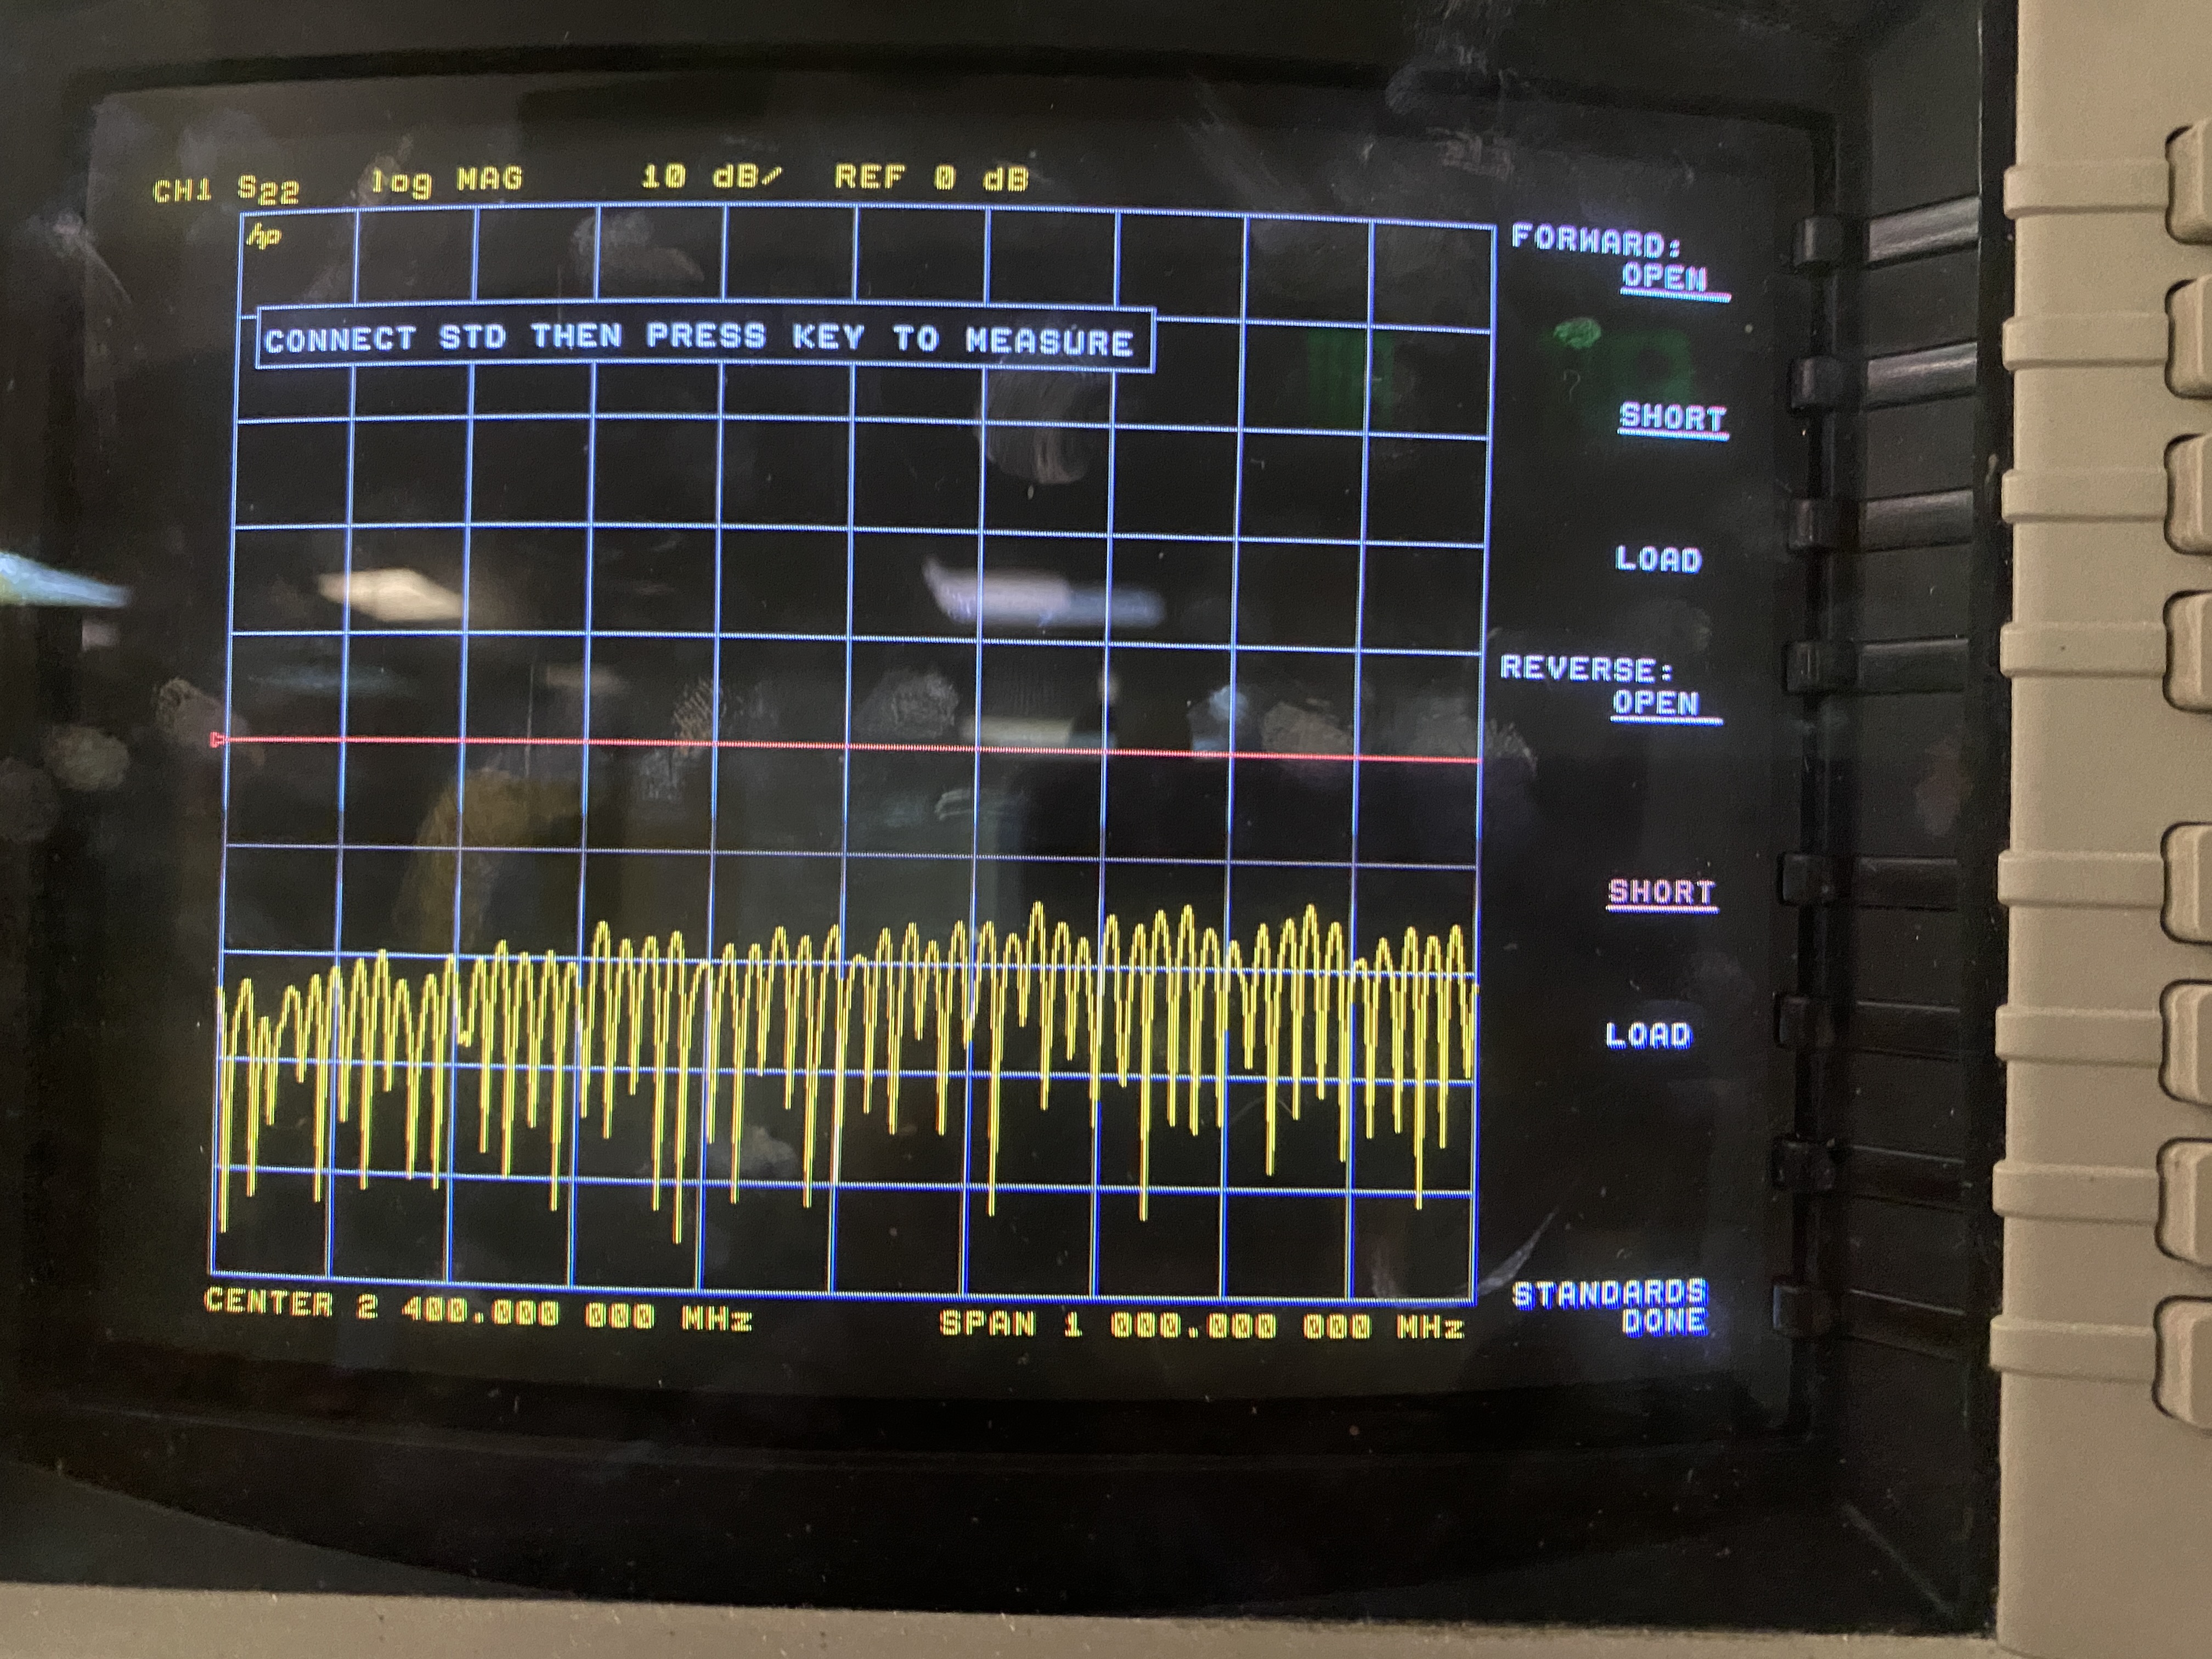 CH1 S22 log MAG 10 dB/ REF 0 dB
hp
CONNECT STD THEN PRESS KEY TO MEASURE
FORWARD:
OPEN
SHORT
LOAD
REVERSE:
OPEN
SHORT
LOAD
STANDARDS
DONE
CENTER 2 400.000 000 MHz SPAN 1 000.000 000 MHz